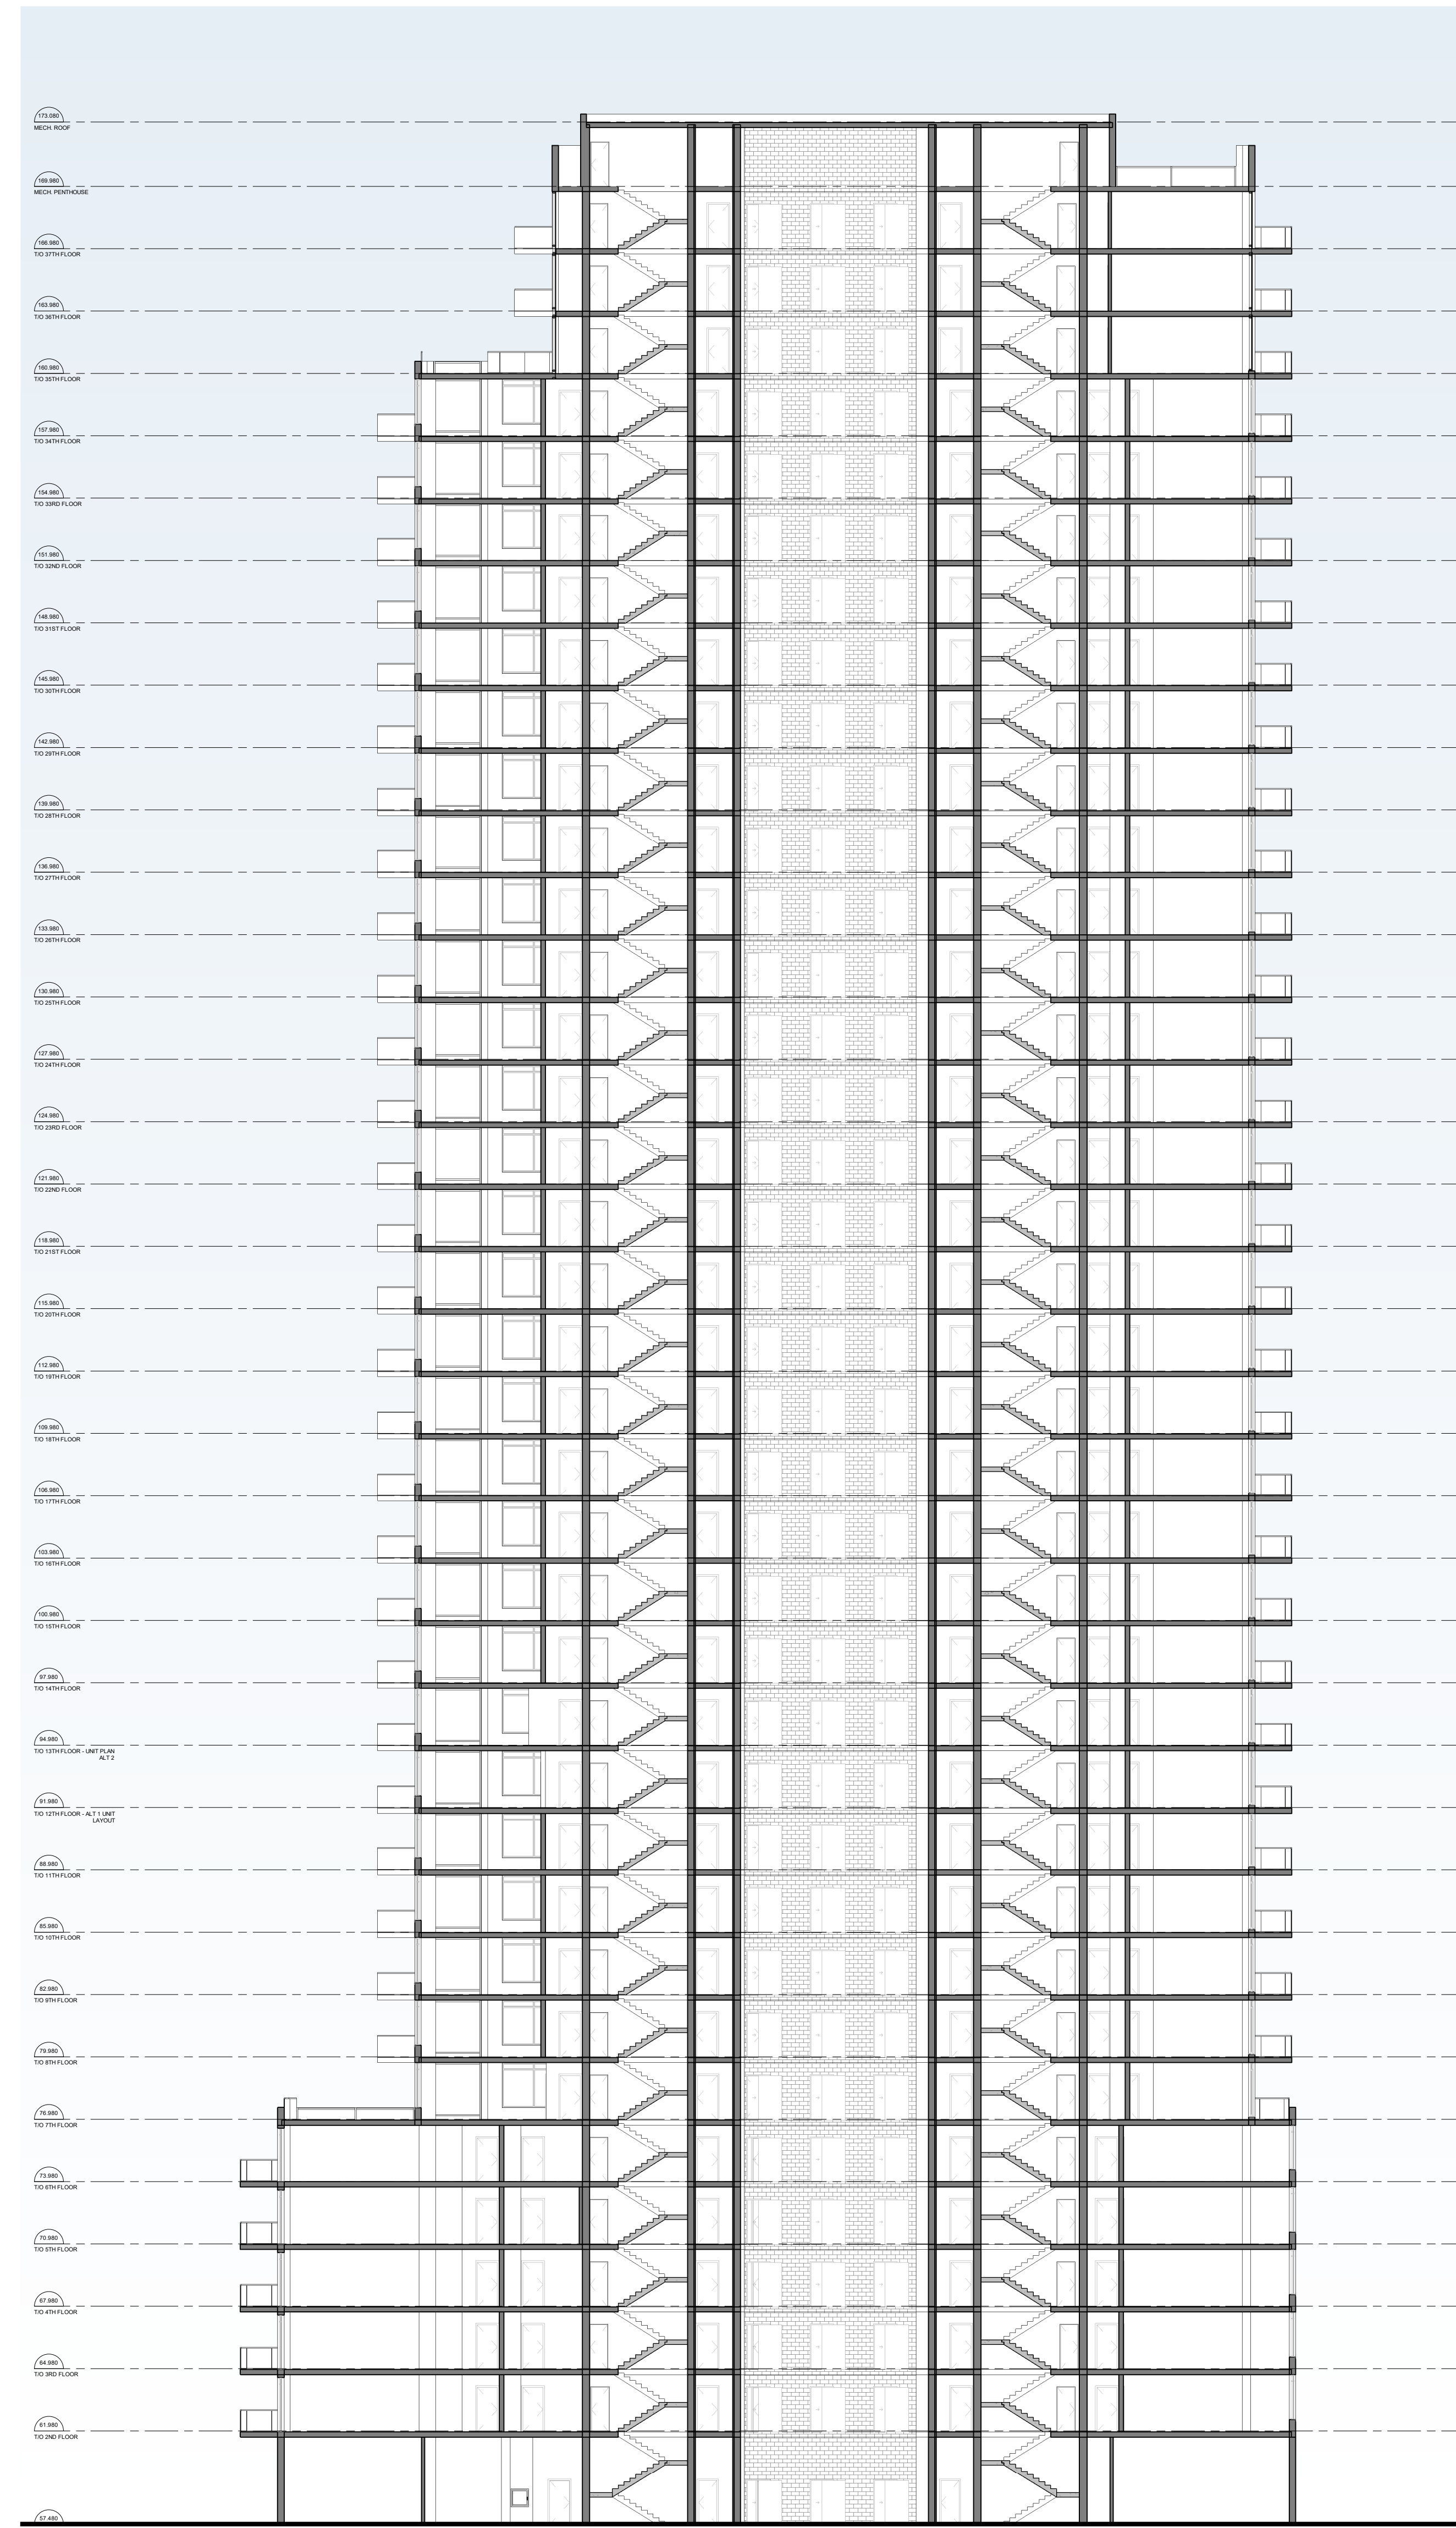 173.080
MECH. ROOF
169.980
MECH. PENTHOUSE
166.980
T/O 37TH FLOOR
163.980
T/O 36TH FLOOR
160.980
T/O 35TH FLOOR
157.980
T/O 34TH FLOOR
154.980
T/O 33RD FLOOR
151.980
T/O 32ND FLOOR
148.980
T/O 31ST FLOOR
145.980
T/O 30TH FLOOR
142.980
T/O 29TH FLOOR
139.980
T/O 28TH FLOOR
136.980
T/O 27TH FLOOR
133.980
T/O 26TH FLOOR
130.980
T/O 25TH FLOOR
127.980
T/O 24TH FLOOR
124.980
T/O 23RD FLOOR
121.980
T/O 22ND FLOOR
118.980
T/O 21ST FLOOR
115.980
T/O 20TH FLOOR
112.980
T/O 19TH FLOOR
109.980
T/O 18TH FLOOR
106.980
T/O 17TH FLOOR
103.980
T/O 16TH FLOOR
100.980
T/O 15TH FLOOR
97.980
T/O 14TH FLOOR
94.980
T/O 13TH FLOOR - UNIT PLAN
ALT 2
91.980
T/O 12TH FLOOR - ALT 1 UNIT
LAYOUT
88.980
T/O 11TH FLOOR
85.980
T/O 10TH FLOOR
82.980
T/O 9TH FLOOR
79.980
T/O 8TH FLOOR
76.980
T/O 7TH FLOOR
73.980
T/O 6TH FLOOR
70.980
T/O 5TH FLOOR
67.980
T/O 4TH FLOOR
64.980
T/O 3RD FLOOR
61.980
T/O 2ND FLOOR
57.480